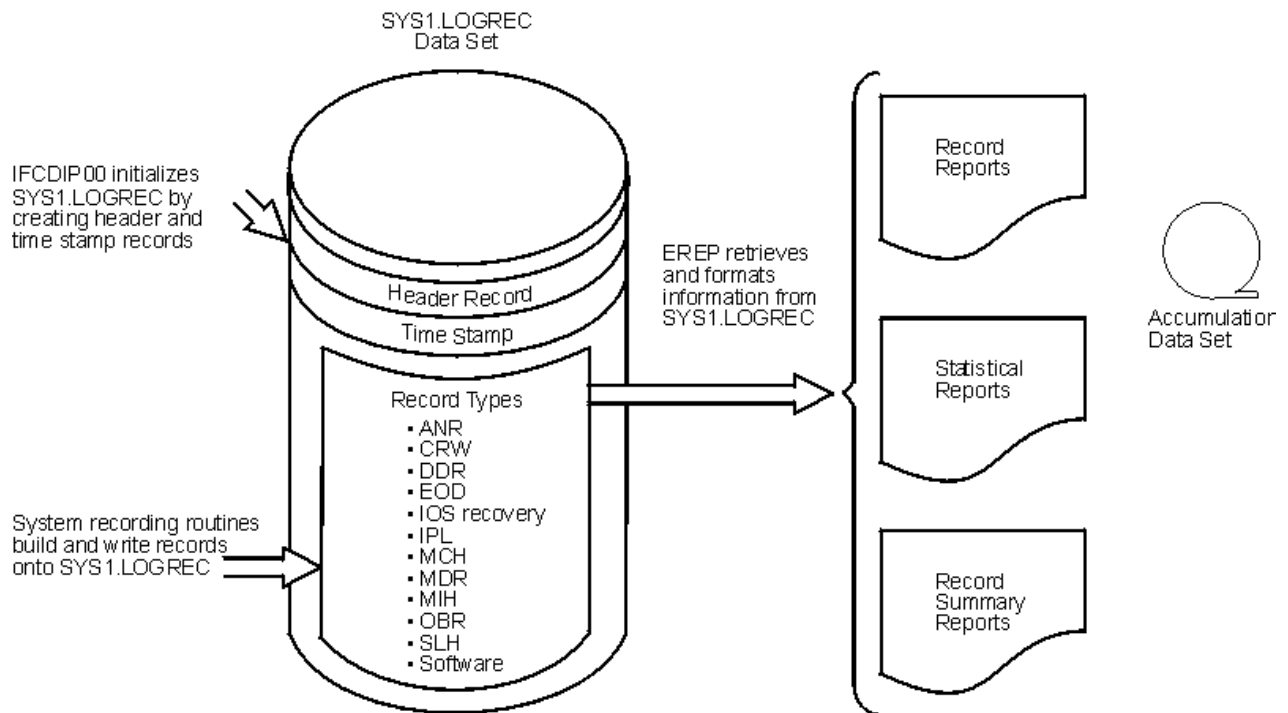 SYS1.LOGREC
Data Set
IFCDIP00 initializes
SYS1.LOGREC by
creating header and
time stamp records
Header Record
Time Stamp
Record Types
▪ ANR
▪ CRW
▪ DDR
▪ EOD
▪ IOS recovery
▪ IPL
▪ MCH
▪ MDR
▪ MIH
▪ OBR
▪ SLH
▪ Software
System recording routines
build and write records
onto SYS1.LOGREC
EREP retrieves
and formats
information from
SYS1.LOGREC
Record
Reports
Statistical
Reports
Record
Summary
Reports
Accumulation
Data Set